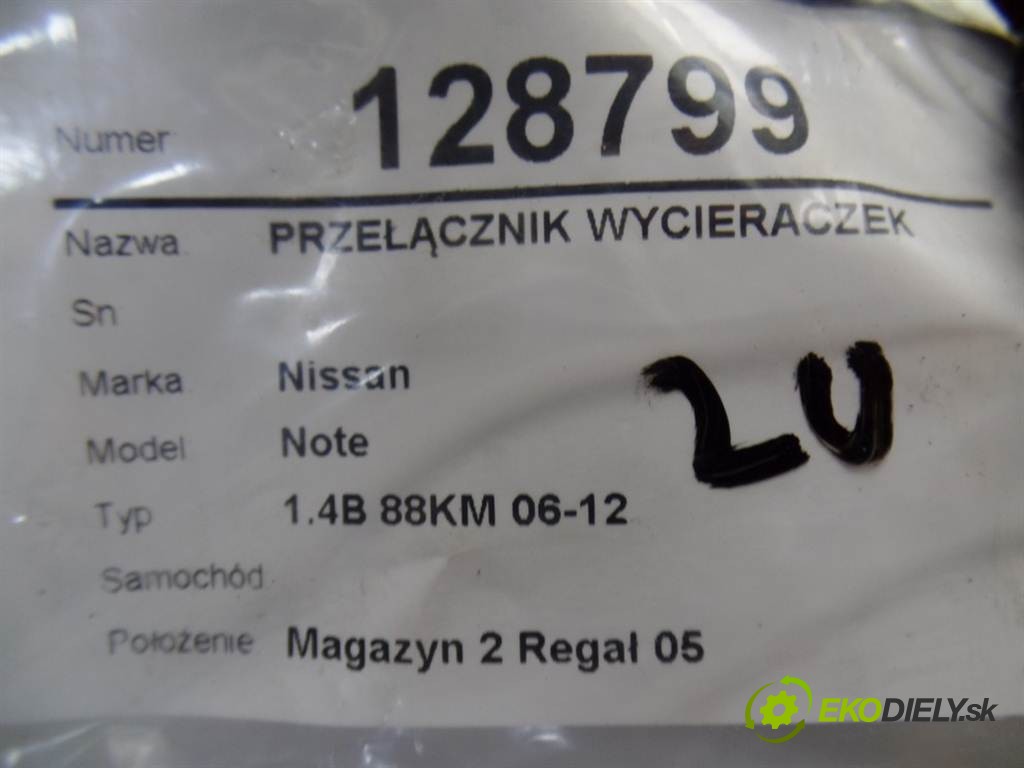 Numer 128799
Nazwa PRZEŁĄCZNIK WYCIERACZEK
Sn
Marka Nissan
Model Note
Typ 1.4B 88KM 06-12
Samochód
Położenie Magazyn 2 Regał 05
20
EKODIELY.sk